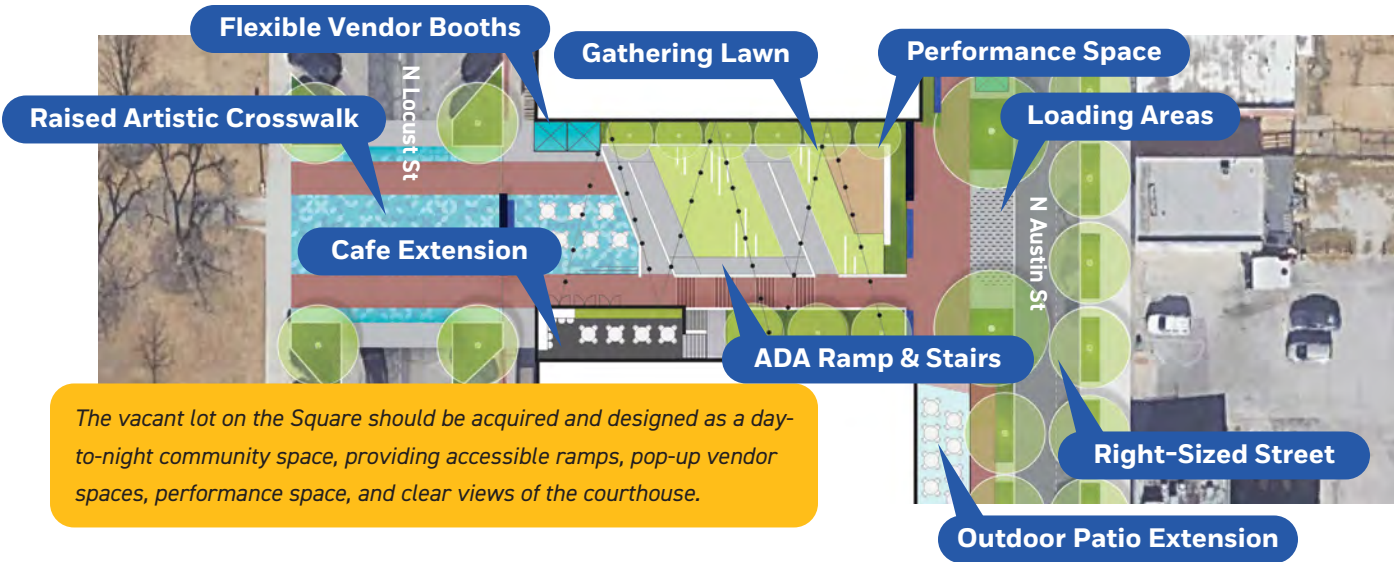 Flexible Vendor Booths
Gathering Lawn
Performance Space
Raised Artistic Crosswalk
N Locust St
Loading Areas
Cafe Extension
N Austin St
ADA Ramp & Stairs
The vacant lot on the Square should be acquired and designed as a day-
to-night community space, providing accessible ramps, pop-up vendor
spaces, performance space, and clear views of the courthouse.
Right-Sized Street
Outdoor Patio Extension